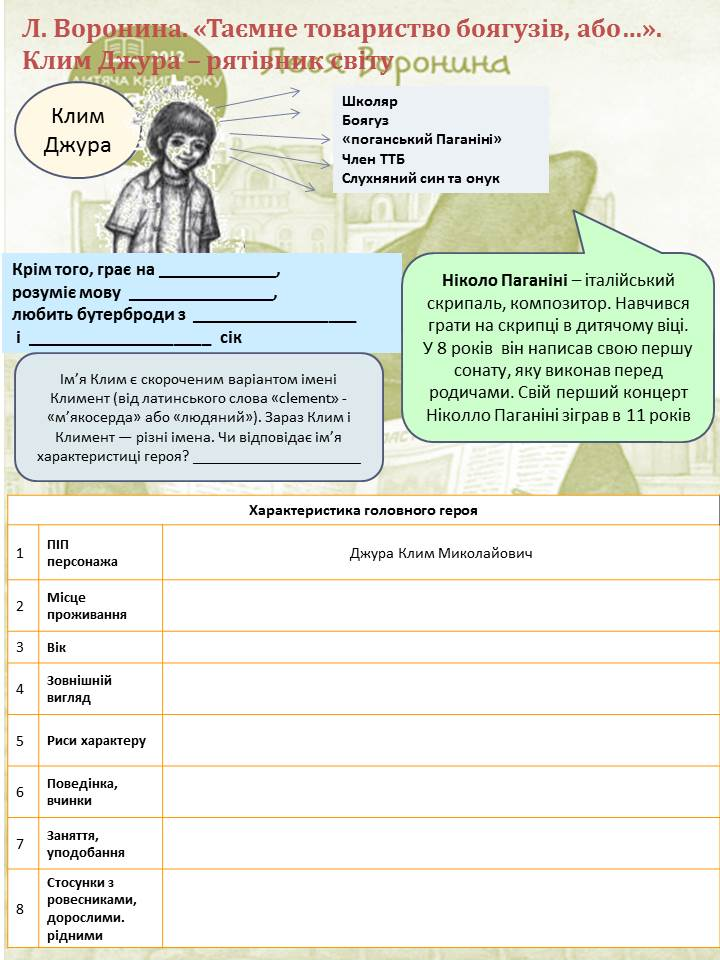 Л. Воронина. «Таємне товариство боягузів, або…».
Клим Джура – рятівник світу
2013
ДИТЯЧА КНИГА РОКУ
Леся Воронина
Клим
Джура
Школяр
Боягуз
«поганський Паганіні»
Член ТТБ
Слухняний син та онук
Крім того, грає на _____________,
розуміє мову ________________,
любить бутерброди з __________________
і ____________________ сік
Ніколо Паганіні – італійський
скрипаль, композитор. Навчився
грати на скрипці в дитячому віці.
У 8 років він написав свою першу
сонату, яку виконав перед
родичами. Свій перший концерт
Ніколло Паганіні зіграв в 11 років
Ім’я Клим є скороченим варіантом імені
Климент (від латинського слова «clement» -
«м’якосерда» або «людяний»). Зараз Клим і
Климент — різні імена. Чи відповідає ім’я
характеристиці героя? ______________________
Характеристика головного героя
1 ПІП персонажа Джура Клим Миколайович
2 Місце проживання
3 Вік
4 Зовнішній вигляд
5 Риси характеру
6 Поведінка, вчинки
7 Заняття, уподобання
8 Стосунки з ровесниками, дорослими. рідними